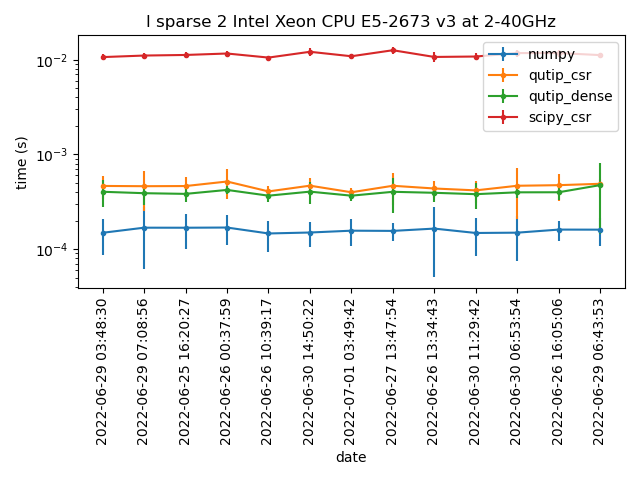 I sparse 2 Intel Xeon CPU E5-2673 v3 at 2-40GHz
numpy
qutip_csr
qutip_dense
scipy_csr
time (s)
10⁻²
10⁻³
10⁻⁴
2022-06-29 03:48:30
2022-06-29 07:08:56
2022-06-25 16:20:27
2022-06-26 00:37:59
2022-06-26 10:39:17
2022-06-30 14:50:22
2022-07-01 03:49:42
2022-06-27 13:47:54
2022-06-26 13:34:43
2022-06-30 11:29:42
2022-06-30 06:53:54
2022-06-26 16:05:06
2022-06-29 06:43:53
date